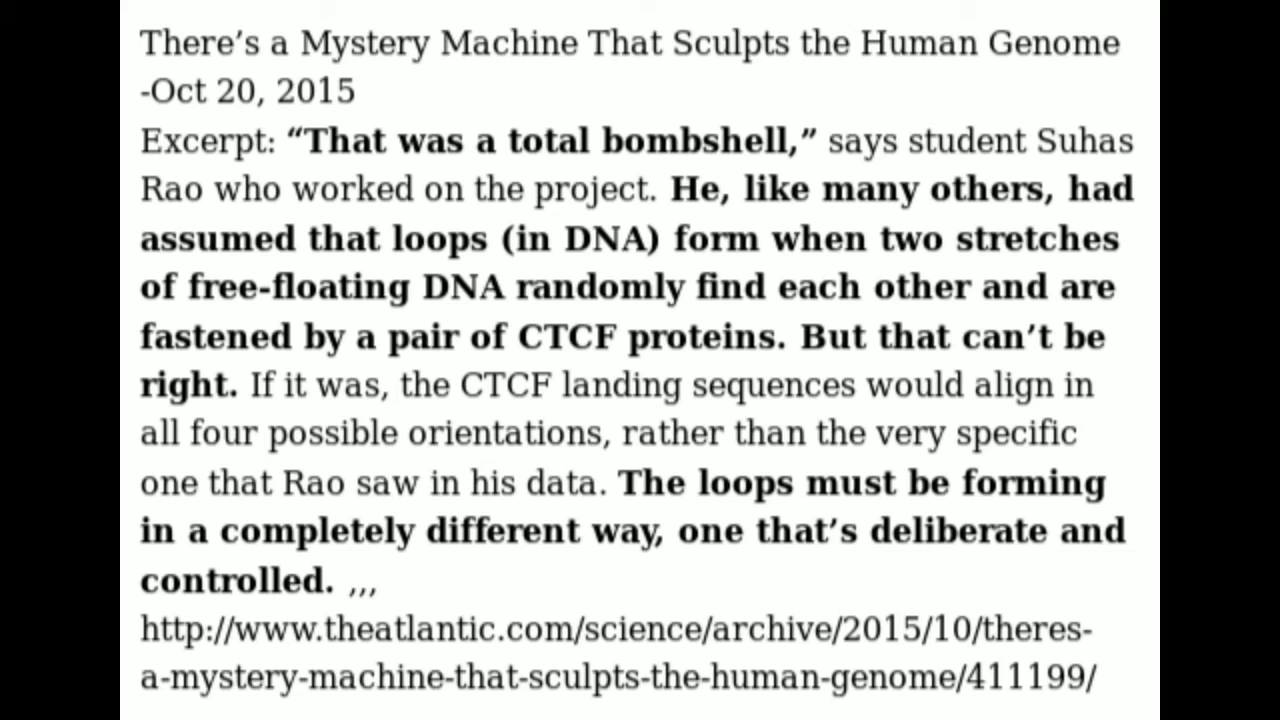 There’s a Mystery Machine That Sculpts the Human Genome
-Oct 20, 2015
Excerpt: “That was a total bombshell,” says student Suhas
Rao who worked on the project. He, like many others, had
assumed that loops (in DNA) form when two stretches
of free-floating DNA randomly find each other and are
fastened by a pair of CTCF proteins. But that can’t be
right. If it was, the CTCF landing sequences would align in
all four possible orientations, rather than the very specific
one that Rao saw in his data. The loops must be forming
in a completely different way, one that’s deliberate and
controlled. ,,,
http://www.theatlantic.com/science/archive/2015/10/theres-
a-mystery-machine-that-sculpts-the-human-genome/411199/